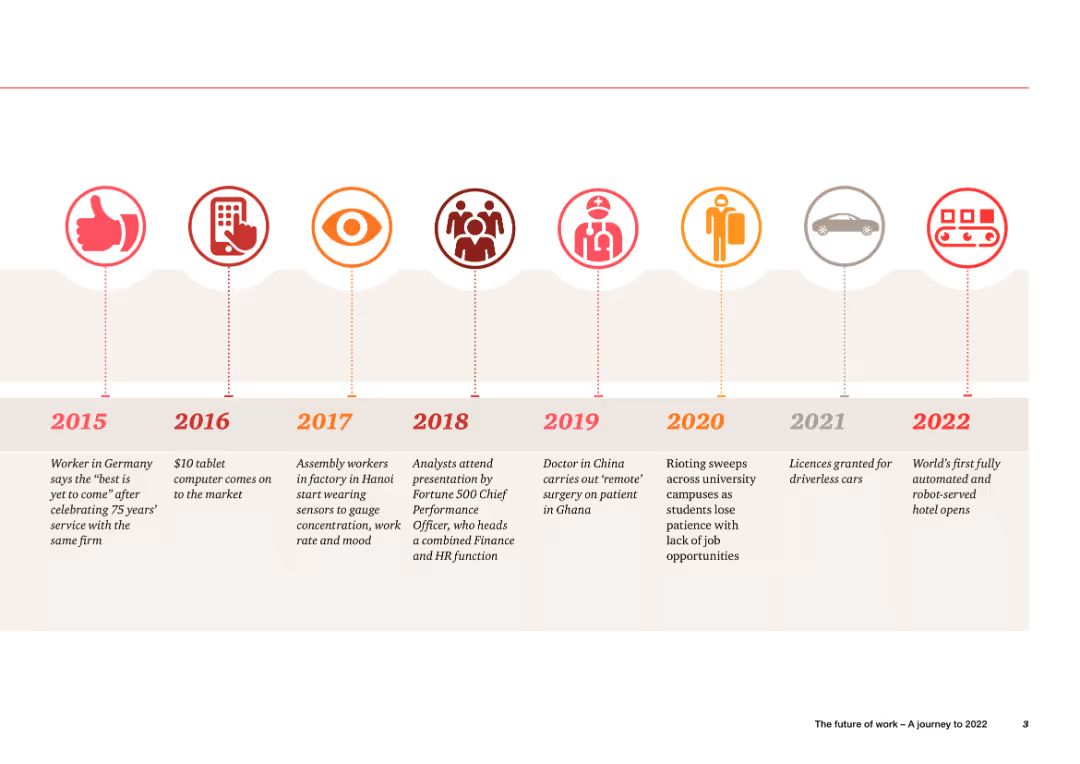 2015
Worker in Germany
says the “best is
yet to come” after
celebrating 75 years’
service with the
same firm
2016
$10 tablet
computer comes on
to the market
2017
Assembly workers
in factory in Hanoi
start wearing
sensors to gauge
concentration, work
rate and mood
2018
Analysts attend
presentation by
Fortune 500 Chief
Performance
Officer, who heads
a combined Finance
and HR function
2019
Doctor in China
carries out ‘remote’
surgery on patient
in Ghana
2020
Rioting sweeps
across university
campuses as
students lose
patience with
lack of job
opportunities
2021
Licences granted for
driverless cars
2022
World’s first fully
automated and
robot-served
hotel opens
The future of work – A journey to 2022
3